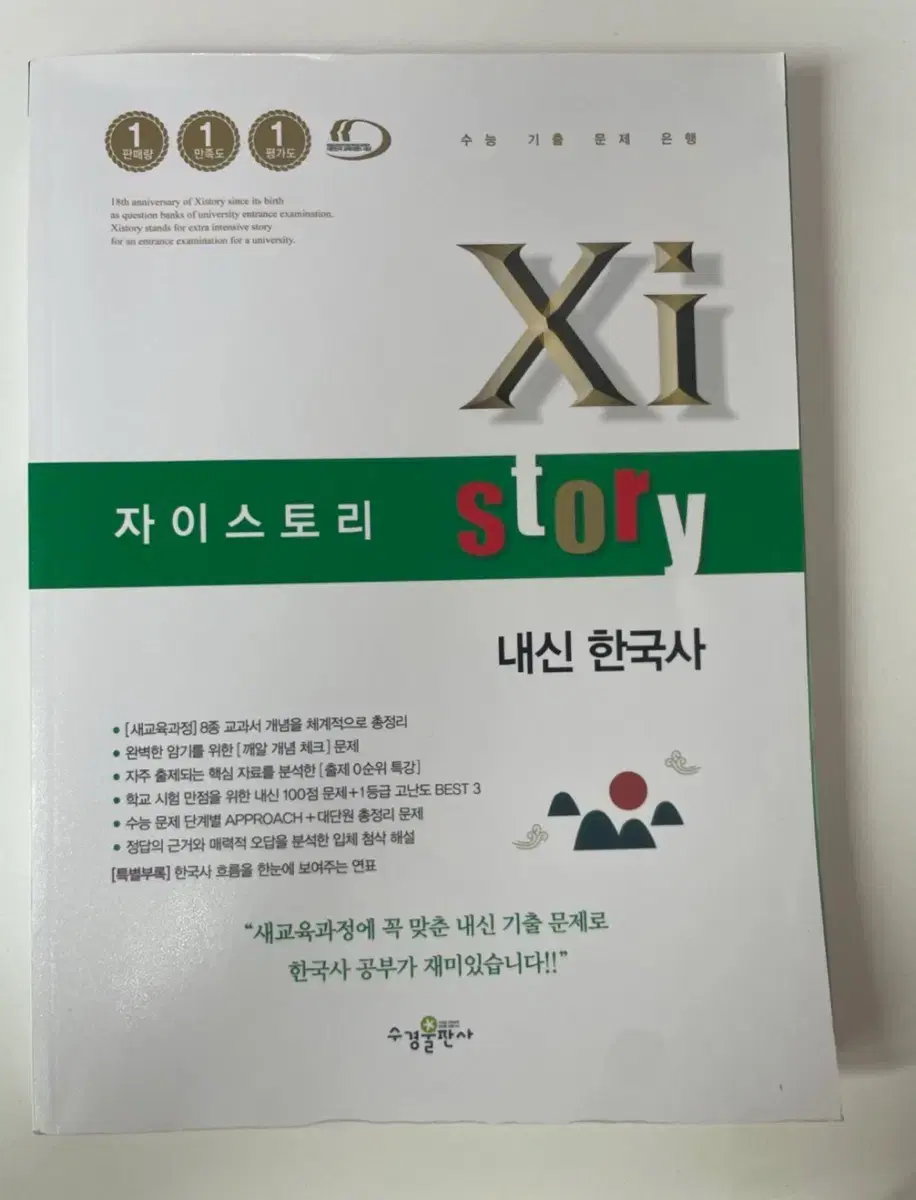 1
판매량
1
만족도
1
평가도
수능 기출 문제 은행
18th anniversary of Xistory since its birth
as question banks of university entrance examination.
Xistory stands for extra intensive story
for an entrance examination for a university.
Xi
자이스토리
story
내신 한국사
• [새교육과정] 8종 교과서 개념을 체계적으로 총정리
• 완벽한 암기를 위한 [깨알 개념 체크] 문제
• 자주 출제되는 핵심 자료를 분석한 [출제 0순위 특강]
• 학교 시험 만점을 위한 내신 100점 문제+1등급 고난도 BEST 3
• 수능 문제 단계별 APPROACH+대단원 총정리 문제
• 정답의 근거와 매력적 오답을 분석한 입체 첨삭 해설
[특별부록] 한국사 흐름을 한눈에 보여주는 연표
“새교육과정에 꼭 맞춘 내신 기출 문제로
한국사 공부가 재미있습니다!!”
수경출판사